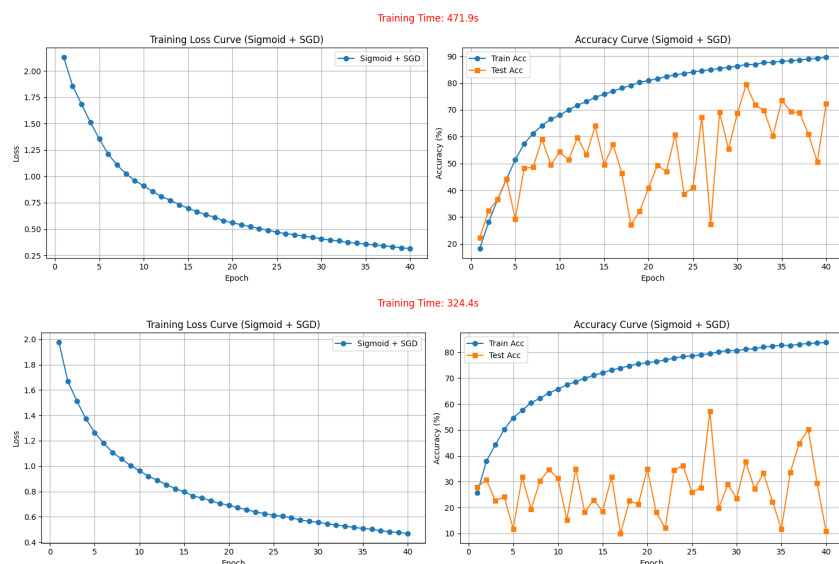 Training Time: 471.9s
Training Loss Curve (Sigmoid + SGD)
Sigmoid + SGD
Loss
2.00
1.75
1.50
1.25
1.00
0.75
0.50
0.25
0 5 10 15 20 25 30 35 40
Epoch
Accuracy Curve (Sigmoid + SGD)
Train Acc
Test Acc
Accuracy (%)
90
80
70
60
50
40
30
20
0 5 10 15 20 25 30 35 40
Epoch
Training Time: 324.4s
Training Loss Curve (Sigmoid + SGD)
Sigmoid + SGD
Loss
2.0
1.8
1.6
1.4
1.2
1.0
0.8
0.6
0.4
0 5 10 15 20 25 30 35 40
Epoch
Accuracy Curve (Sigmoid + SGD)
Train Acc
Test Acc
Accuracy (%)
80
70
60
50
40
30
20
10
0 5 10 15 20 25 30 35 40
Epoch